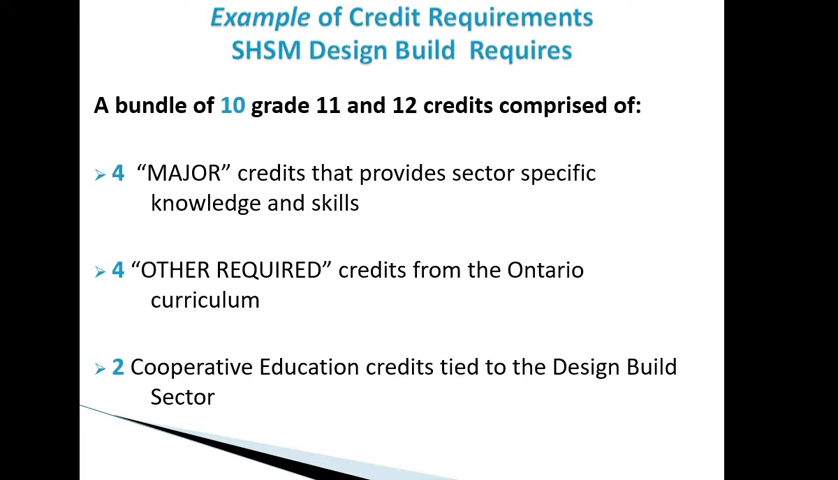 Example of Credit Requirements
SHSM Design Build Requires
A bundle of 10 grade 11 and 12 credits comprised of:
4 “MAJOR” credits that provides sector specific
knowledge and skills
4 “OTHER REQUIRED” credits from the Ontario
curriculum
2 Cooperative Education credits tied to the Design Build
Sector